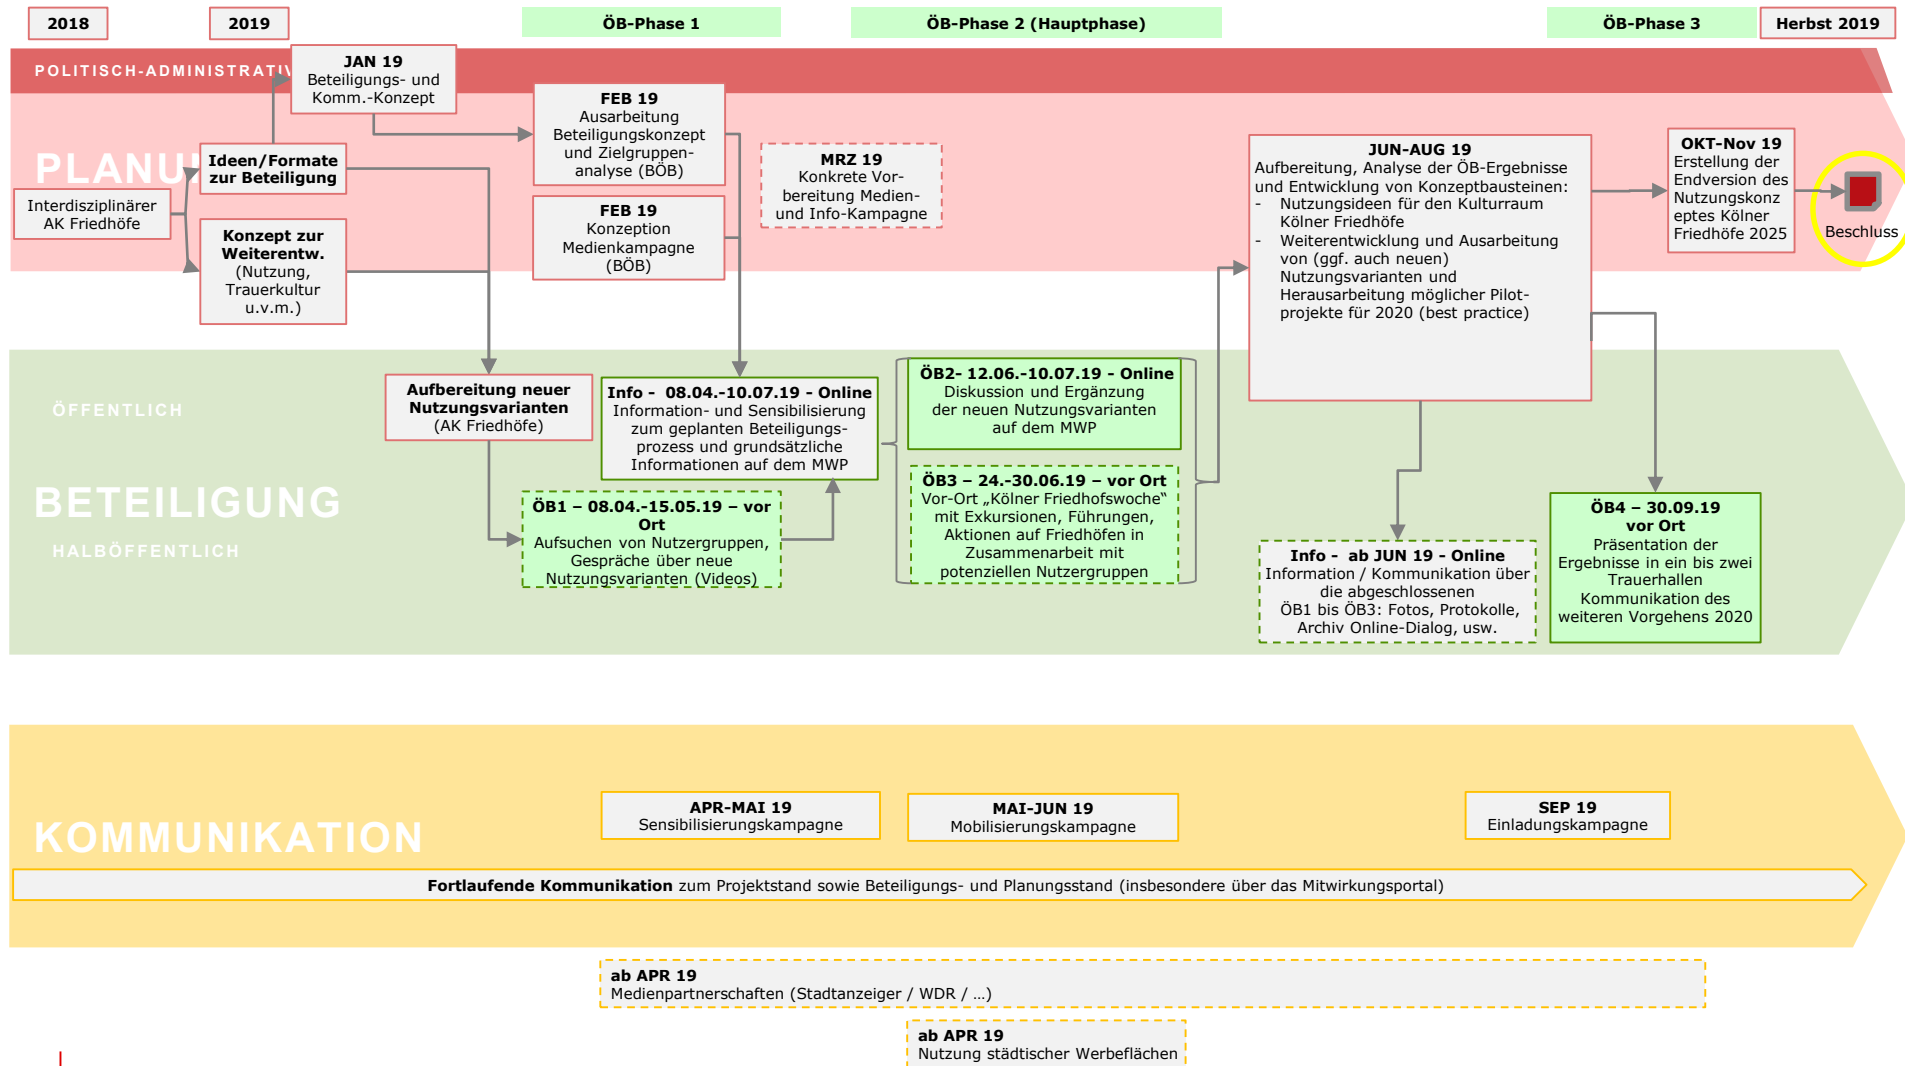 2018
2019
ÖB-Phase 1
ÖB-Phase 2 (Hauptphase)
ÖB-Phase 3
Herbst 2019
POLITISCH-ADMINISTRATIV
JAN 19
Beteiligungs- und
Komm.-Konzept
PLANU
Interdisziplinärer
AK Friedhöfe
Ideen/Formate
zur Beteiligung
Konzept zur
Weiterentw.
(Nutzung,
Trauerkultur
u.v.m.)
FEB 19
Ausarbeitung
Beteiligungskonzept
und Zielgruppen-
analyse (BÖB)
FEB 19
Konzeption
Medienkampagne
(BÖB)
MRZ 19
Konkrete Vor-
bereitung Medien-
und Info-Kampagne
JUN-AUG 19
Aufbereitung, Analyse der ÖB-Ergebnisse
und Entwicklung von Konzeptbausteinen:
- Nutzungsideen für den Kulturraum
Kölner Friedhöfe
- Weiterentwicklung und Ausarbeitung
von (ggf. auch neuen)
Nutzungsvarianten und
Herausarbeitung möglicher Pilot-
projekte für 2020 (best practice)
OKT-Nov 19
Erstellung der
Endversion des
Nutzungskonz
eptes Kölner
Friedhöfe 2025
Beschluss
ÖFFENTLICH
BETEILIGUNG
HALBÖFFENTLICH
Aufbereitung neuer
Nutzungsvarianten
(AK Friedhöfe)
Info - 08.04.-10.07.19 - Online
Information- und Sensibilisierung
zum geplanten Beteiligungs-
prozess und grundsätzliche
Informationen auf dem MWP
ÖB1 – 08.04.-15.05.19 – vor
Ort
Aufsuchen von Nutzergruppen,
Gespräche über neue
Nutzungsvarianten (Videos)
ÖB2- 12.06.-10.07.19 - Online
Diskussion und Ergänzung
der neuen Nutzungsvarianten
auf dem MWP
ÖB3 – 24.-30.06.19 – vor Ort
Vor-Ort „Kölner Friedhofswoche“
mit Exkursionen, Führungen,
Aktionen auf Friedhöfen in
Zusammenarbeit mit
potenziellen Nutzergruppen
Info - ab JUN 19 - Online
Information / Kommunikation über
die abgeschlossenen
ÖB1 bis ÖB3: Fotos, Protokolle,
Archiv Online-Dialog, usw.
ÖB4 – 30.09.19
vor Ort
Präsentation der
Ergebnisse in ein bis zwei
Trauerhallen
Kommunikation des
weiteren Vorgehens 2020
KOMMUNIKATION
APR-MAI 19
Sensibilisierungskampagne
MAI-JUN 19
Mobilisierungskampagne
SEP 19
Einladungskampagne
Fortlaufende Kommunikation zum Projektstand sowie Beteiligungs- und Planungsstand (insbesondere über das Mitwirkungsportal)
ab APR 19
Medienpartnerschaften (Stadtanzeiger / WDR / …)
ab APR 19
Nutzung städtischer Werbeflächen